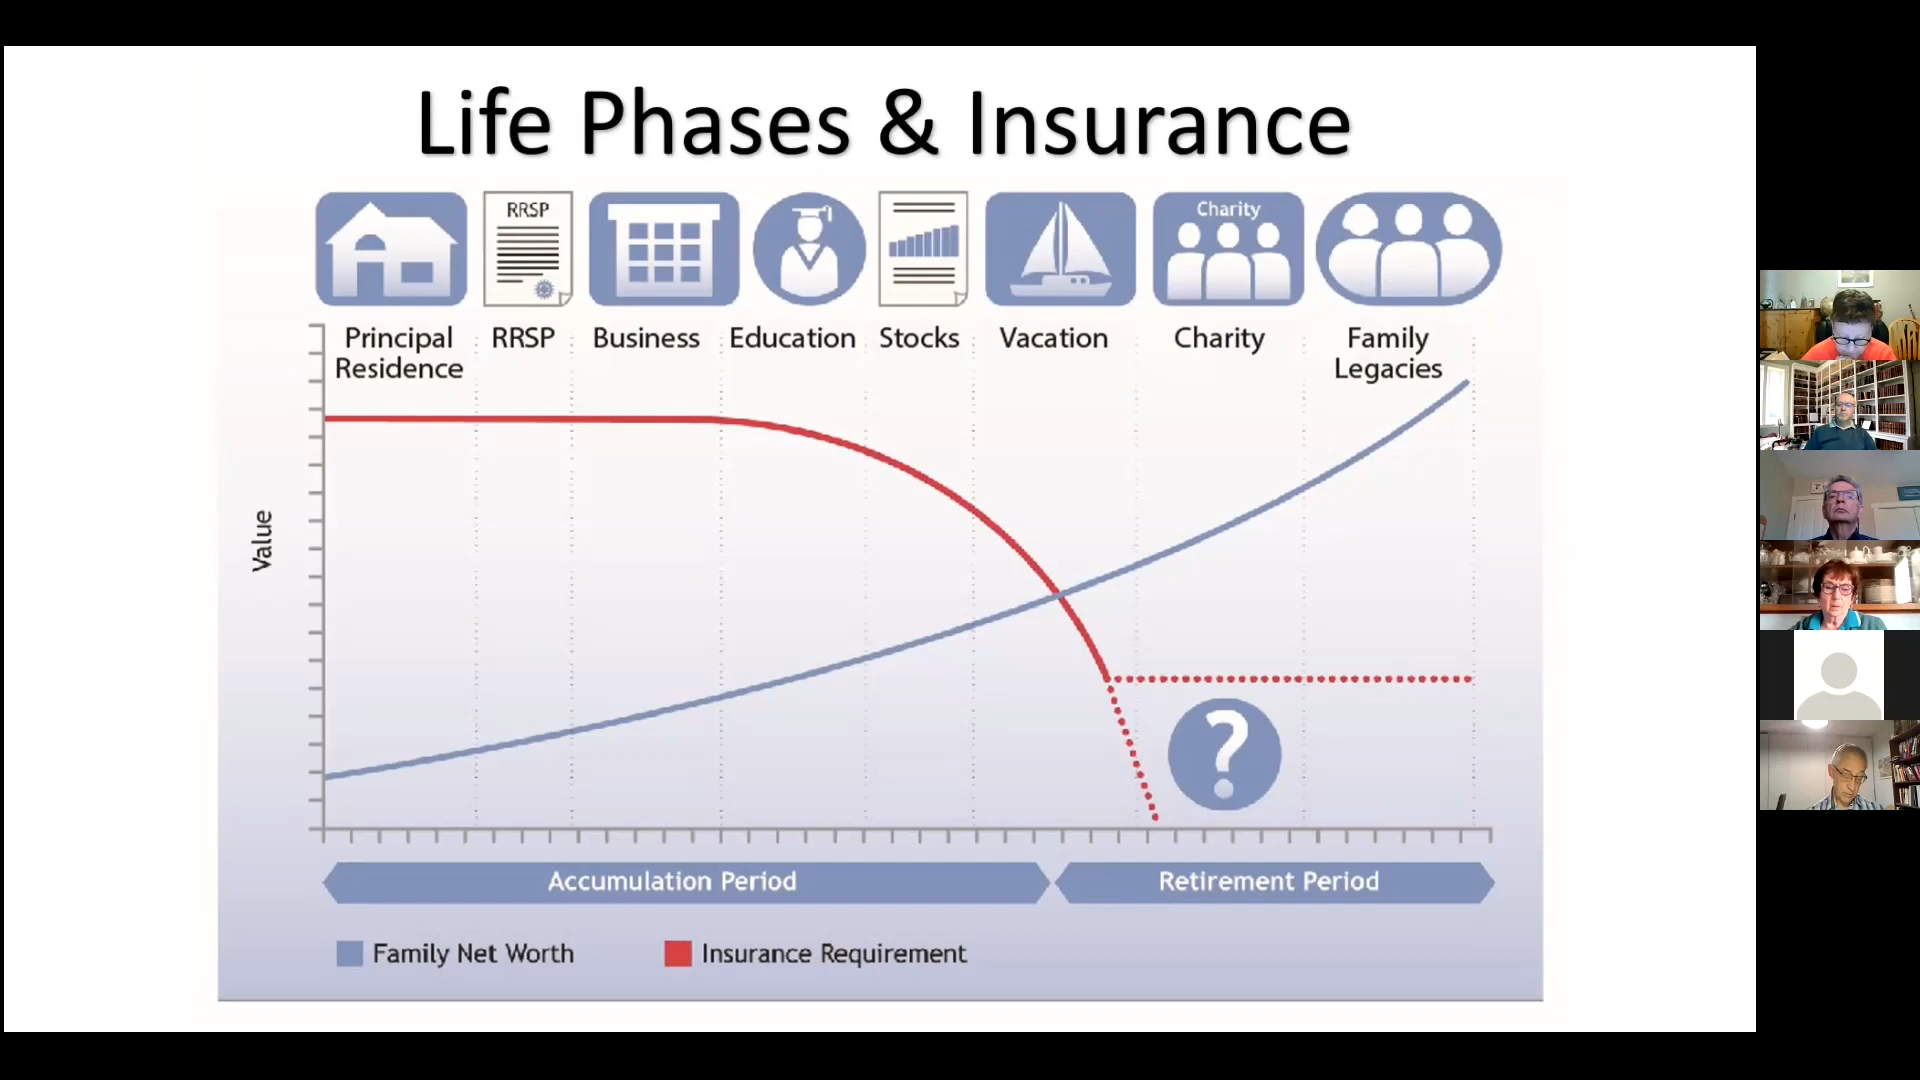 Life Phases & Insurance
RRSP
Charity
Principal Residence
RRSP
Business
Education
Stocks
Vacation
Charity
Family Legacies
Value
?
Accumulation Period
Retirement Period
Family Net Worth
Insurance Requirement